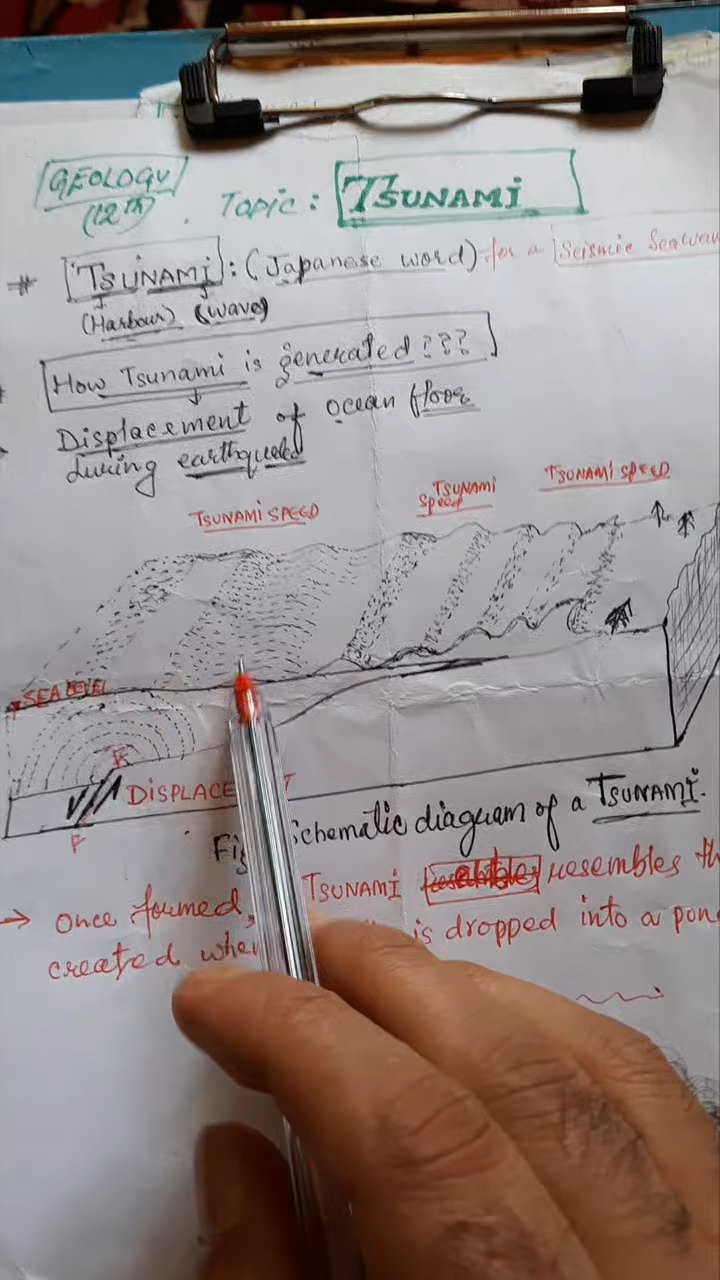 GEOLOGY
(12th). Topic: TSUNAMI
# TSUNAMI: (Japanese word) for a Seismic Seawav
(Harbour) (wave)
How Tsunami is generated???
Displacement of ocean floor
during earthquake
TSUNAMI SPEED
TSUNAMI
Speed
TSUNAMI SPEED
SEA LEVEL
F
DISPLACE T
F
Fig chematic diagram of a TSUNAMI.
→ Once formed, TSUNAMI resembles th
created whe is dropped into a pon